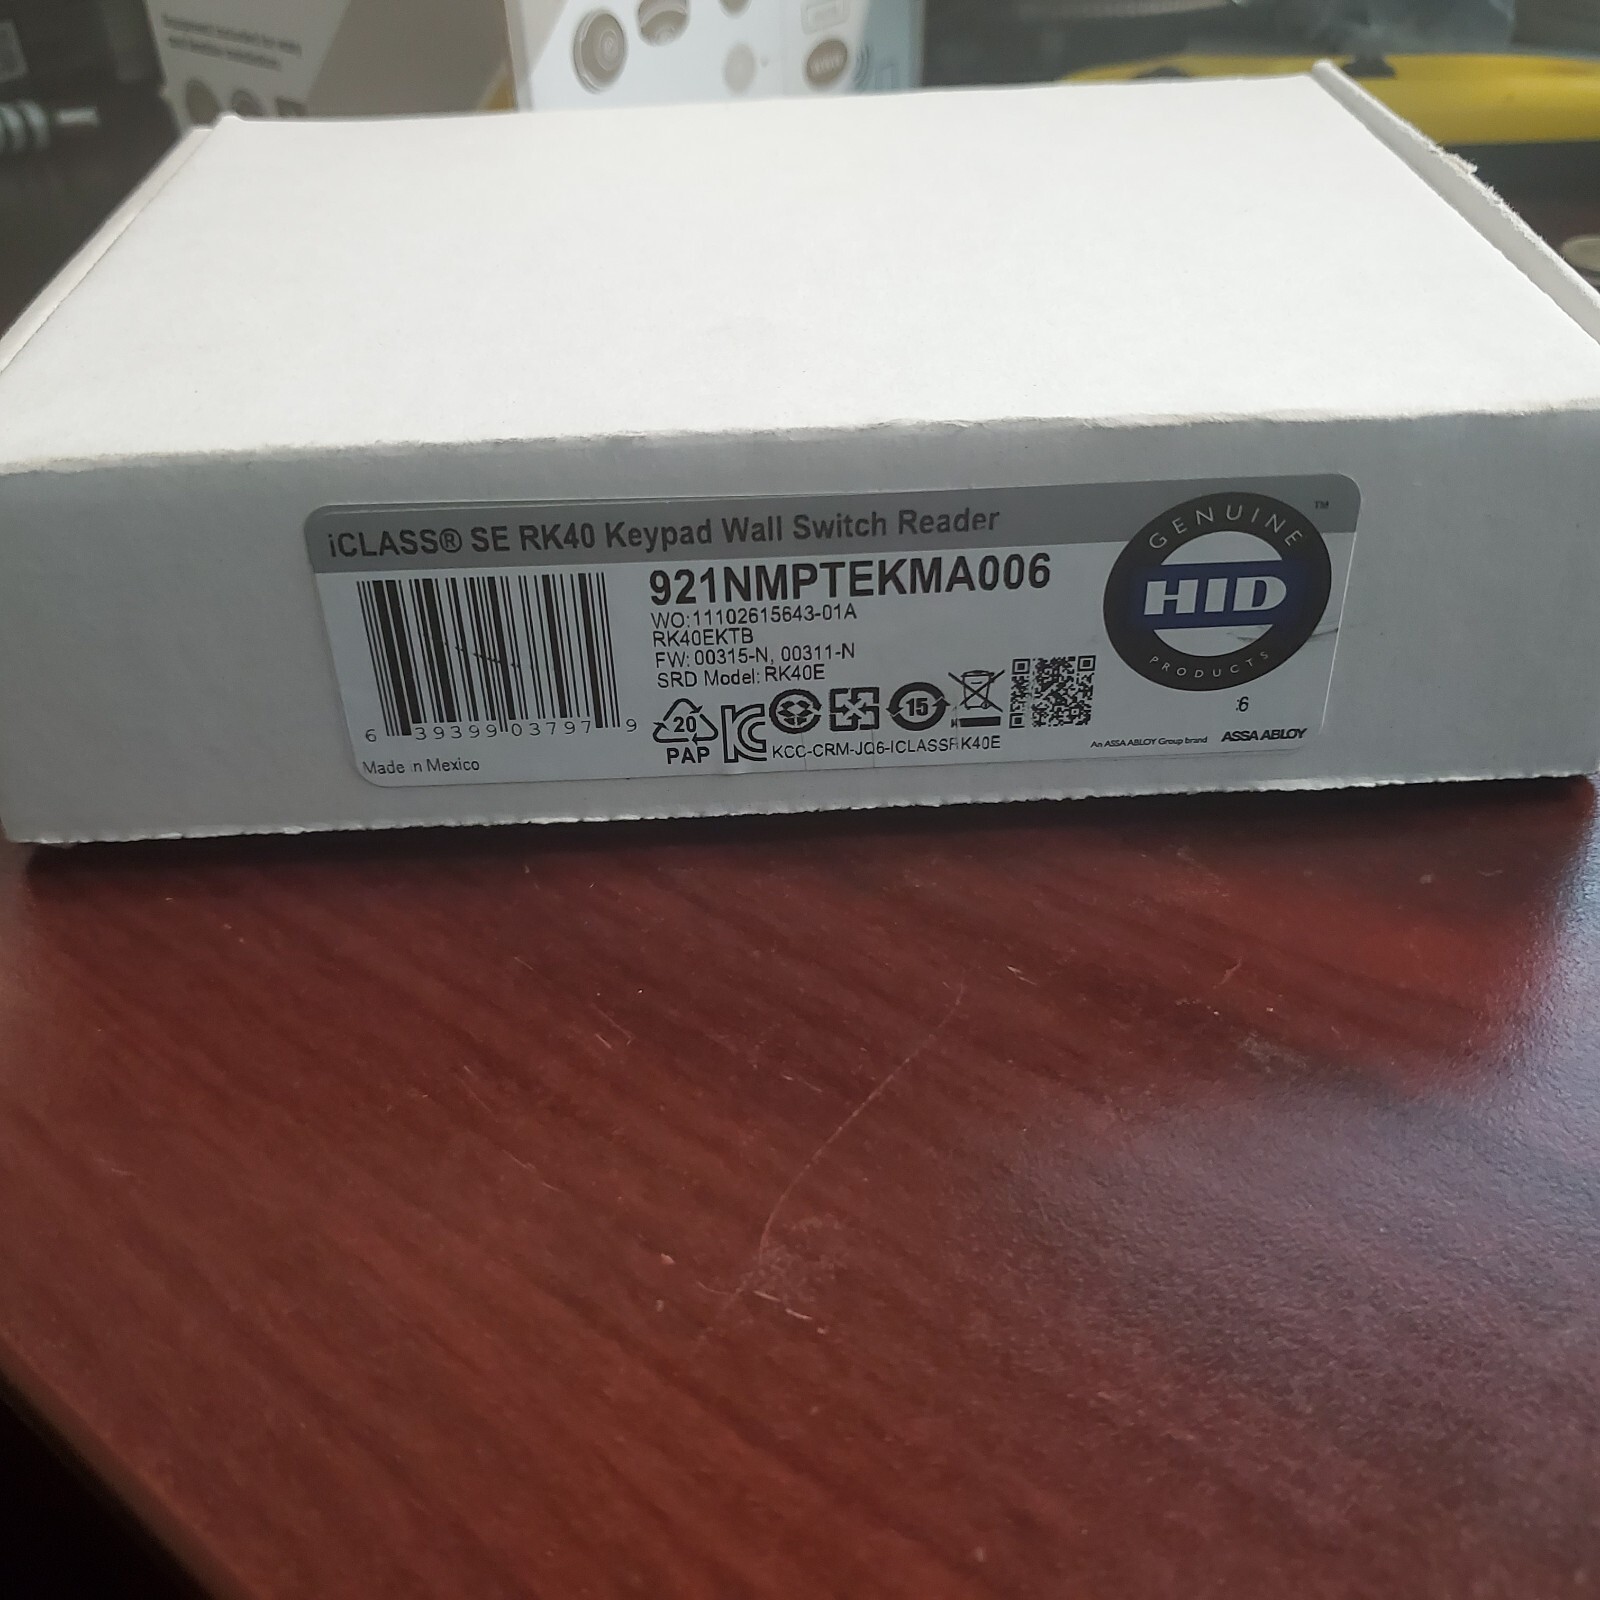 iCLASS® SE RK40 Keypad Wall Switch Reader
921NMPTEKMA006
WO:11102615643-01A
RK40EKTB
FW: 00315-N, 00311-N
SRD Model: RK40E
6 39399 03797 9
Made in Mexico
20
PAP
15
KCC-CRM-JQ6-ICLASSRK40E
GENUINE
HID
PRODUCTS
TM
:6
An ASSA ABLOY Group brand
ASSA ABLOY